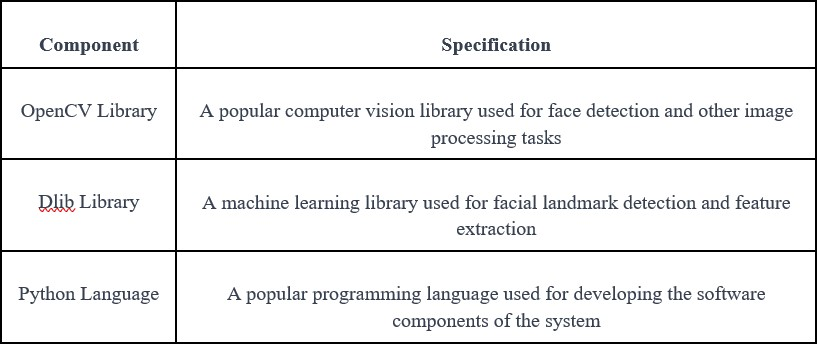 Component
Specification
OpenCV Library
A popular computer vision library used for face detection and other image
processing tasks
Dlib Library
A machine learning library used for facial landmark detection and feature
extraction
Python Language
A popular programming language used for developing the software
components of the system